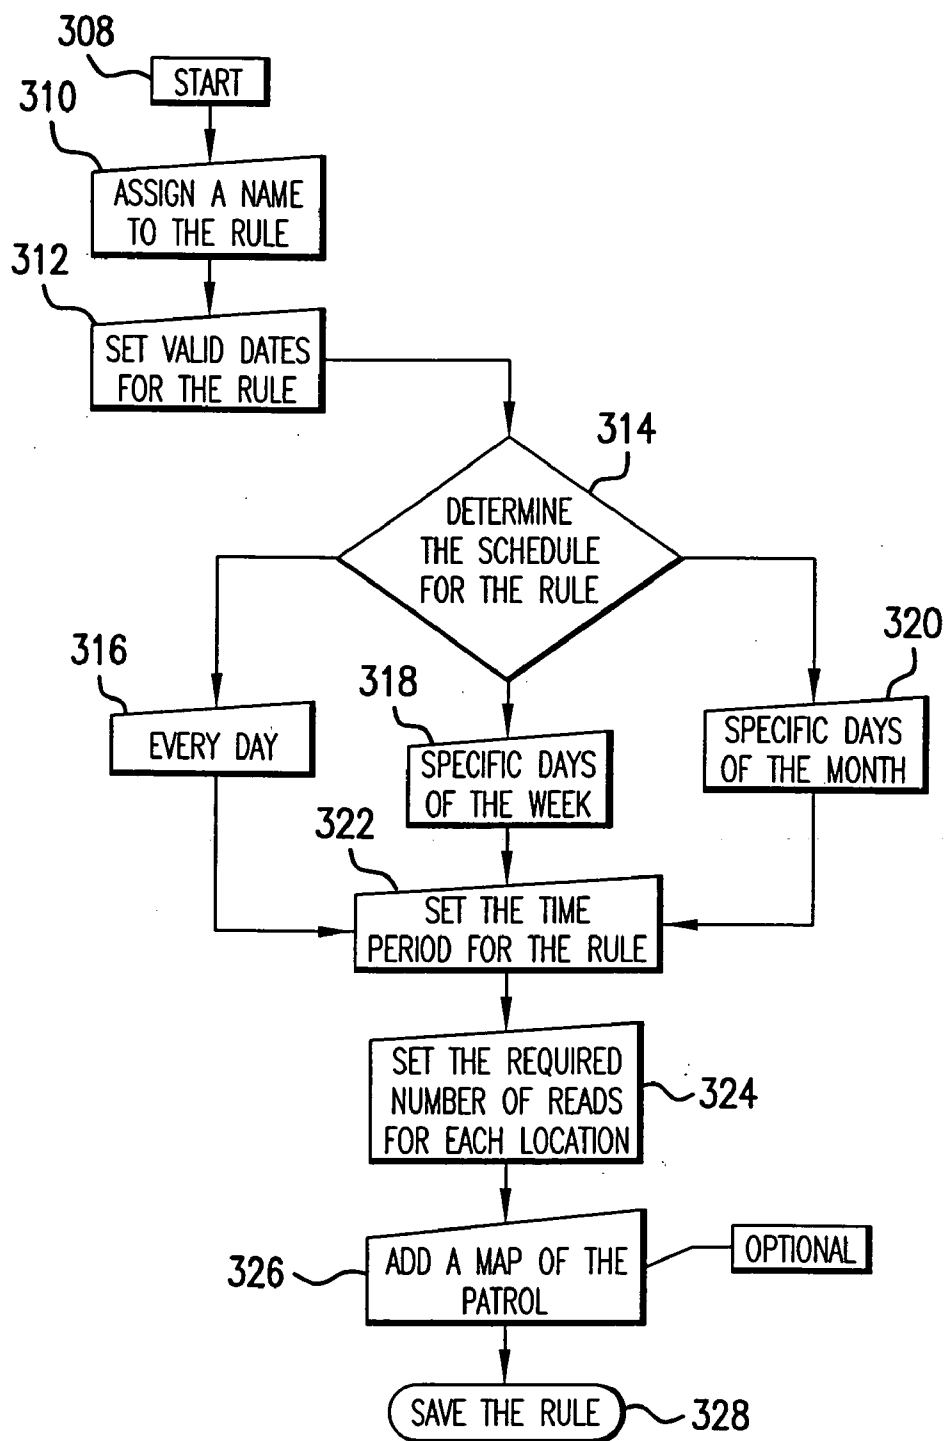 308
START
310
ASSIGN A NAME
TO THE RULE
312
SET VALID DATES
FOR THE RULE
314
DETERMINE
THE SCHEDULE
FOR THE RULE
316
EVERY DAY
318
SPECIFIC DAYS
OF THE WEEK
320
SPECIFIC DAYS
OF THE MONTH
322
SET THE TIME
PERIOD FOR THE RULE
SET THE REQUIRED
NUMBER OF READS
FOR EACH LOCATION
324
326
ADD A MAP OF THE
PATROL
OPTIONAL
SAVE THE RULE
328